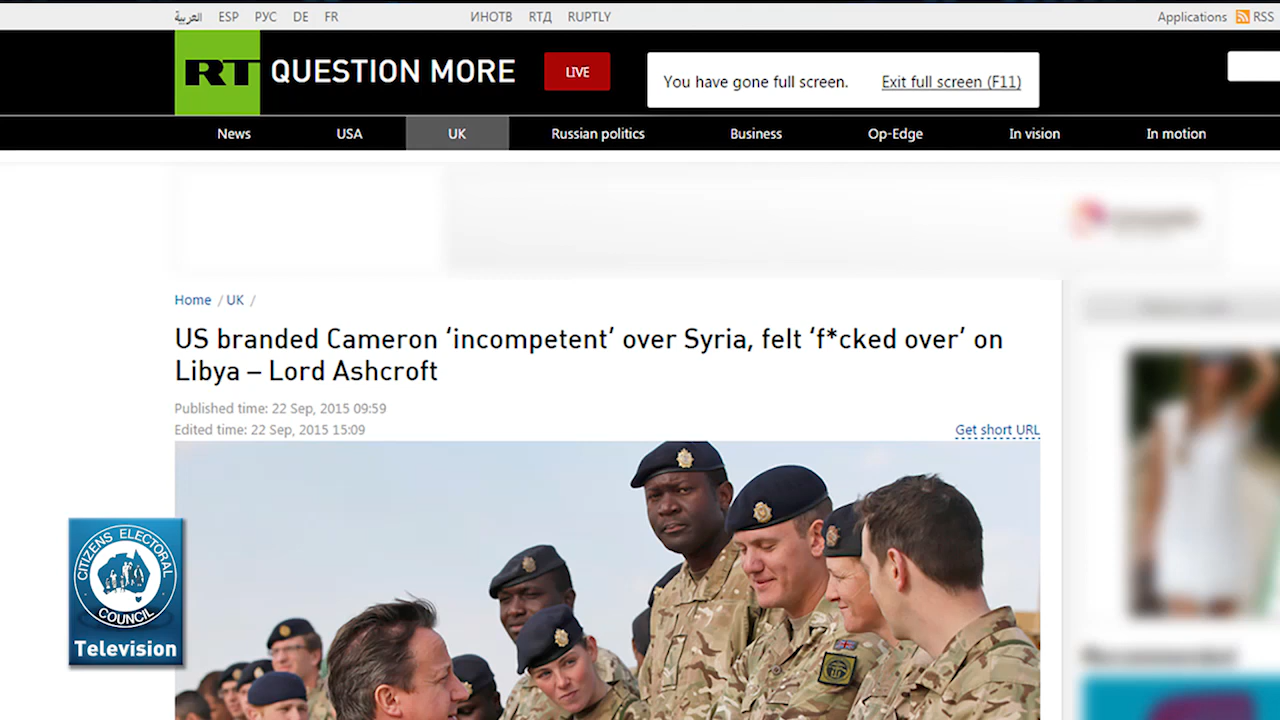 العربية ESP РУС DE FR ИНОТВ RTД RUPTLY Applications RSS
RT QUESTION MORE LIVE
You have gone full screen. Exit full screen (F11)
News USA UK Russian politics Business Op-Edge In vision In motion
Home / UK /
US branded Cameron ‘incompetent’ over Syria, felt ‘f*cked over’ on
Libya – Lord Ashcroft
Published time: 22 Sep, 2015 09:59
Edited time: 22 Sep, 2015 15:09
Get short URL
CITIZENS ELECTORAL
COUNCIL
Television